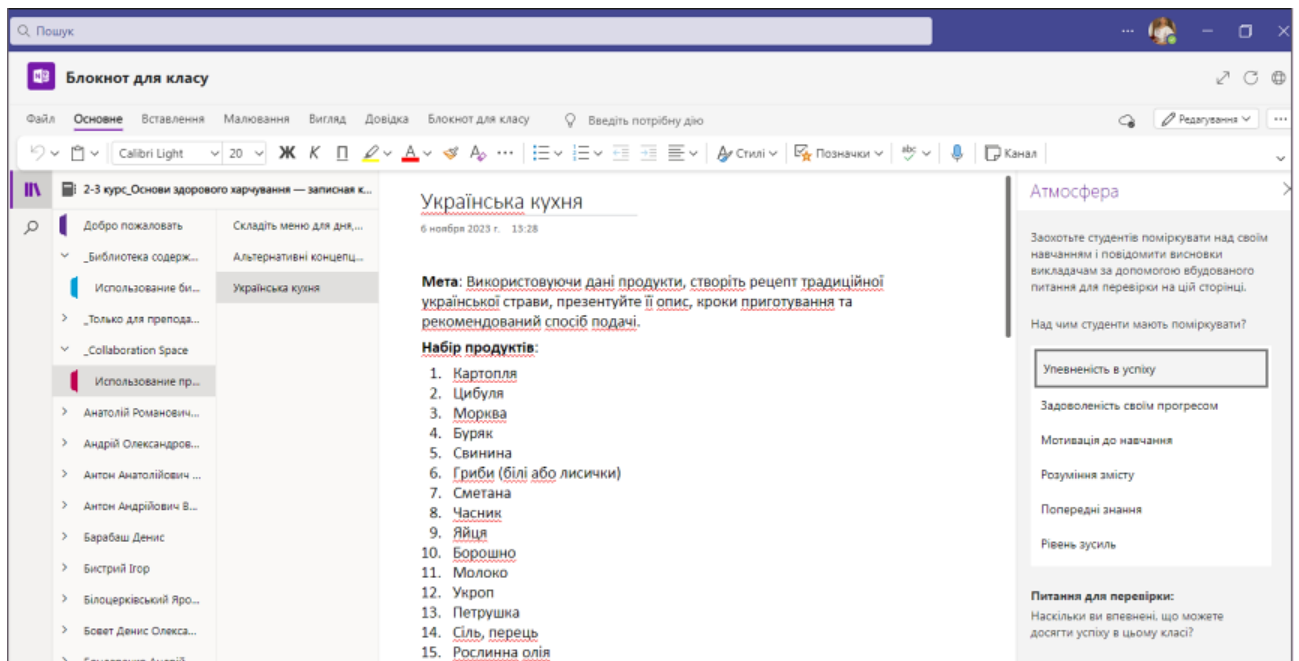 Пошук
Блокнот для класу
Файл Основне Вставлення Малювання Вигляд Довідка Блокнот для класу Введіть потрібну дію Редагування
Calibri Light 20 Ж К П А Стилі Позначки abc Канал
2-3 курс_Основи здорового харчування — записная к...
Добро пожаловать
_Библиотека содерж...
Использование би...
_Только для препода...
_Collaboration Space
Использование пр...
Анатолій Романович...
Андрій Олександров...
Антон Анатолійович ...
Антон Андрійович В...
Барабаш Денис
Бистрий Ігор
Білоцерківський Яро...
Бовет Денис Олекса...
Складіть меню для дня,...
Альтернативні концепц...
Українська кухня
Українська кухня
6 ноября 2023 г. 13:28
Мета: Використовуючи дані продукти, створіть рецепт традиційної
української страви, презентуйте її опис, кроки приготування та
рекомендований спосіб подачі.
Набір продуктів:
1. Картопля
2. Цибуля
3. Морква
4. Буряк
5. Свинина
6. Гриби (білі або лисички)
7. Сметана
8. Часник
9. Яйця
10. Борошно
11. Молоко
12. Укроп
13. Петрушка
14. Сіль, перець
15. Рослинна олія
Атмосфера
Заохотьте студентів поміркувати над своїм
навчанням і повідомити висновки
викладачам за допомогою вбудованого
питання для перевірки на цій сторінці.
Над чим студенти мають поміркувати?
Упевненість в успіху
Задоволеність своїм прогресом
Мотивація до навчання
Розуміння змісту
Попередні знання
Рівень зусиль
Питання для перевірки:
Наскільки ви впевнені, що можете
досягти успіху в цьому класі?